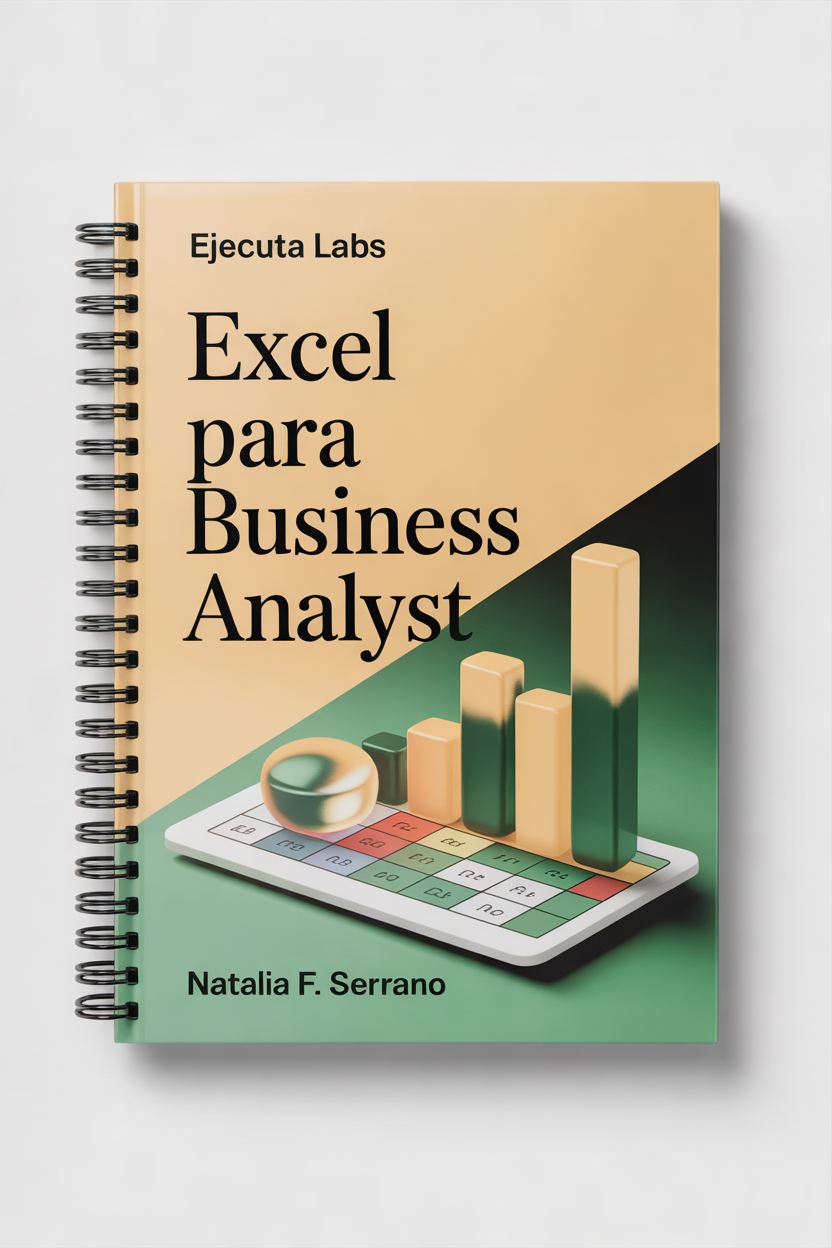 Ejecuta Labs
Excel
para
Business
Analyst
Natalia F. Serrano